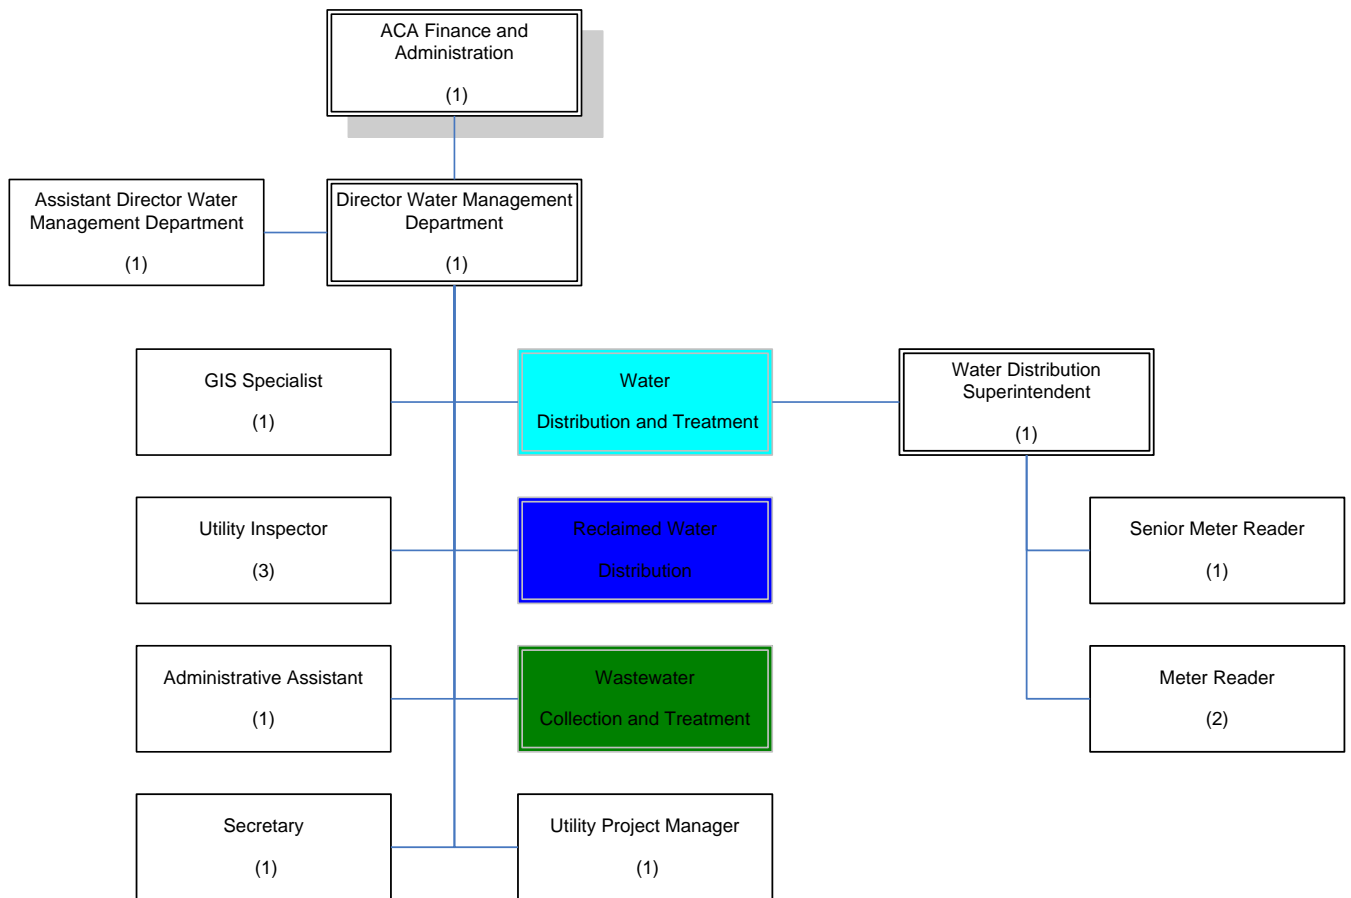 ACA Finance and
Administration
(1)
Assistant Director Water
Management Department
(1)
Director Water Management
Department
(1)
GIS Specialist
(1)
Water
Distribution and Treatment
Water Distribution
Superintendent
(1)
Utility Inspector
(3)
Reclaimed Water
Distribution
Senior Meter Reader
(1)
Administrative Assistant
(1)
Wastewater
Collection and Treatment
Meter Reader
(2)
Secretary
(1)
Utility Project Manager
(1)